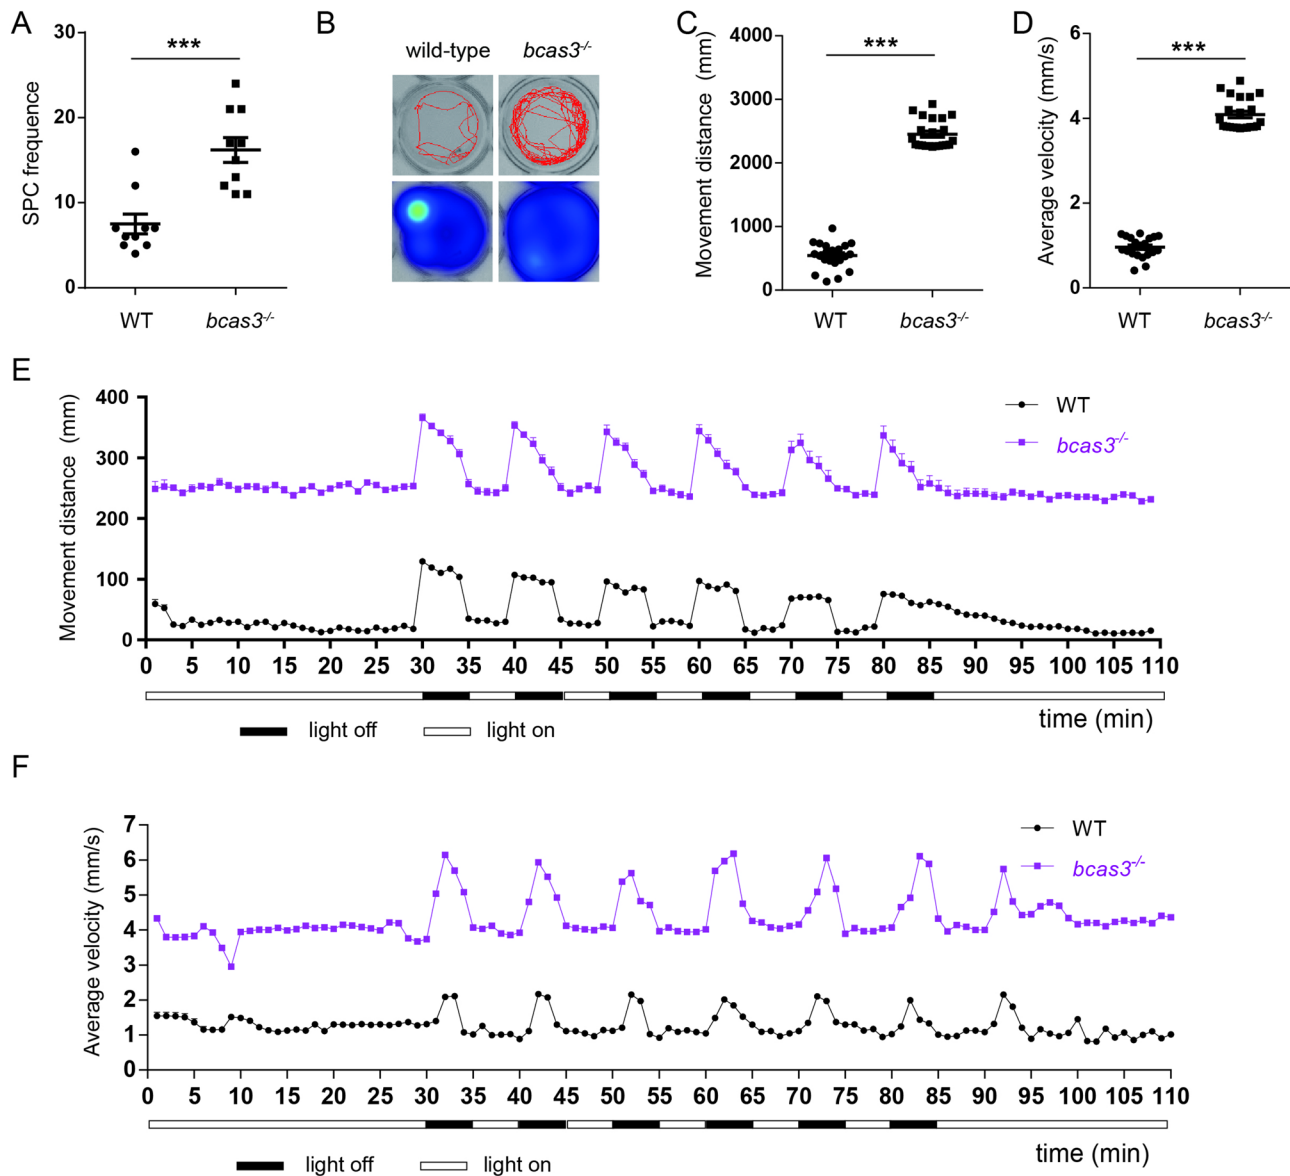 A
SPC frequence
30
20
10
0
***
WT
bcas3-/-
B
wild-type
bcas3-/-
C
Movement distance (mm)
4000
3000
2000
1000
0
***
WT
bcas3-/-
D
Average velocity (mm/s)
6
4
2
0
***
WT
bcas3-/-
E
Movement distance (mm)
400
300
200
100
0
WT
bcas3-/-
0 5 10 15 20 25 30 35 40 45 50 55 60 65 70 75 80 85 90 95 100 105 110
time (min)
light off
light on
F
Average velocity (mm/s)
7
6
5
4
3
2
1
0
WT
bcas3-/-
0 5 10 15 20 25 30 35 40 45 50 55 60 65 70 75 80 85 90 95 100 105 110
time (min)
light off
light on